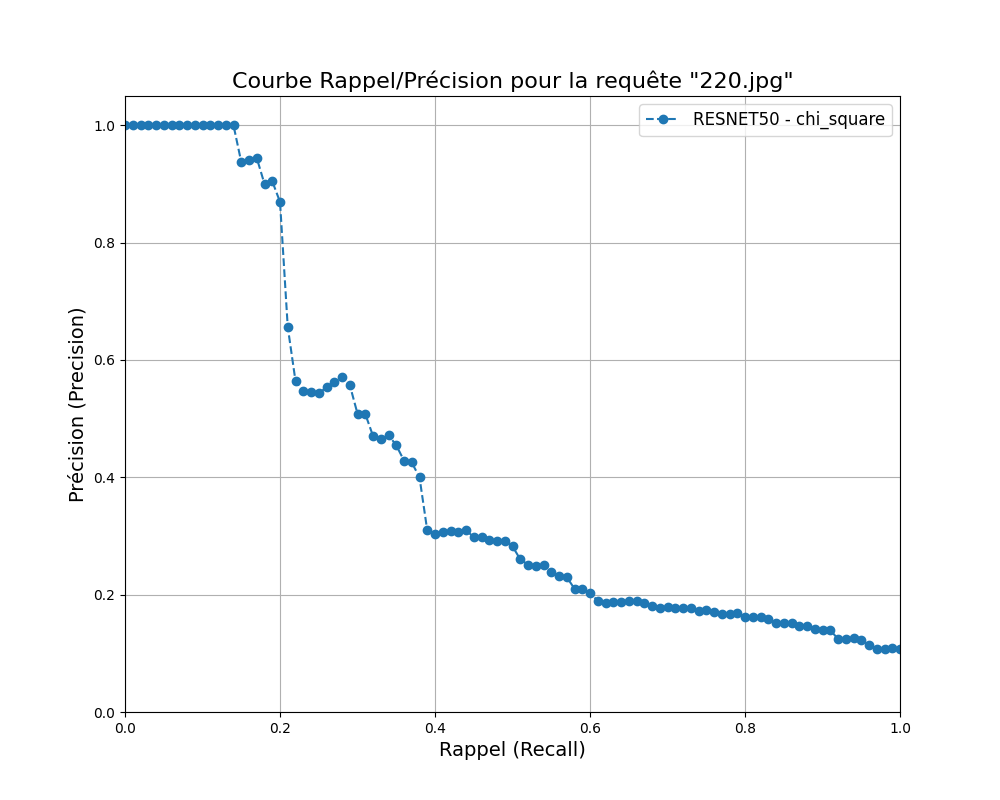 Courbe Rappel/Précision pour la requête "220.jpg"
RESNET50 - chi_square
Précision (Precision)
1.0
0.8
0.6
0.4
0.2
0.0
0.0 0.2 0.4 0.6 0.8 1.0
Rappel (Recall)